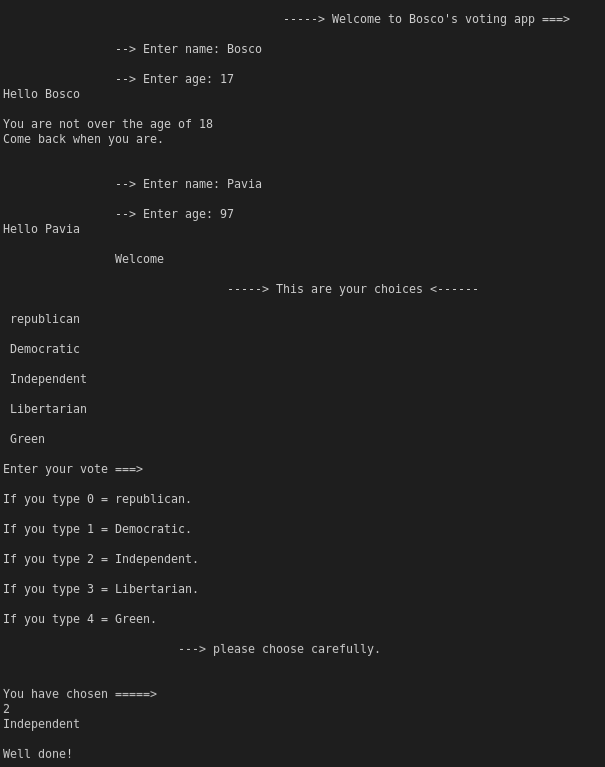 -----> Welcome to Bosco's voting app ===>
--> Enter name: Bosco
--> Enter age: 17
Hello Bosco
You are not over the age of 18
Come back when you are.
--> Enter name: Pavia
--> Enter age: 97
Hello Pavia
Welcome
-----> This are your choices <------
republican
Democratic
Independent
Libertarian
Green
Enter your vote ===>
If you type 0 = republican.
If you type 1 = Democratic.
If you type 2 = Independent.
If you type 3 = Libertarian.
If you type 4 = Green.
---> please choose carefully.
You have chosen =====>
2
Independent
Well done!